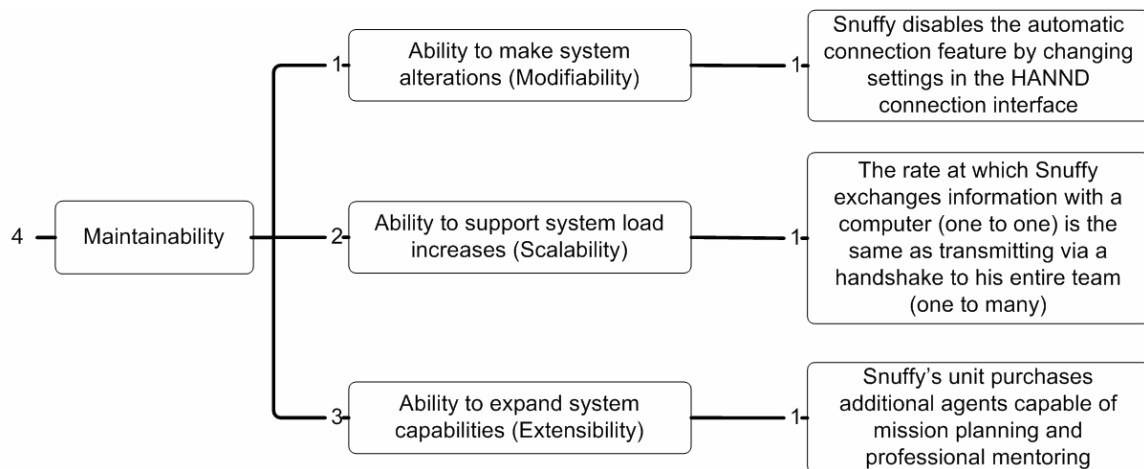 4
Maintainability
1
Ability to make system
alterations (Modifiability)
1
Snuffy disables the automatic
connection feature by changing
settings in the HANND
connection interface
2
Ability to support system load
increases (Scalability)
1
The rate at which Snuffy
exchanges information with a
computer (one to one) is the
same as transmitting via a
handshake to his entire team
(one to many)
3
Ability to expand system
capabilities (Extensibility)
1
Snuffy’s unit purchases
additional agents capable of
mission planning and
professional mentoring